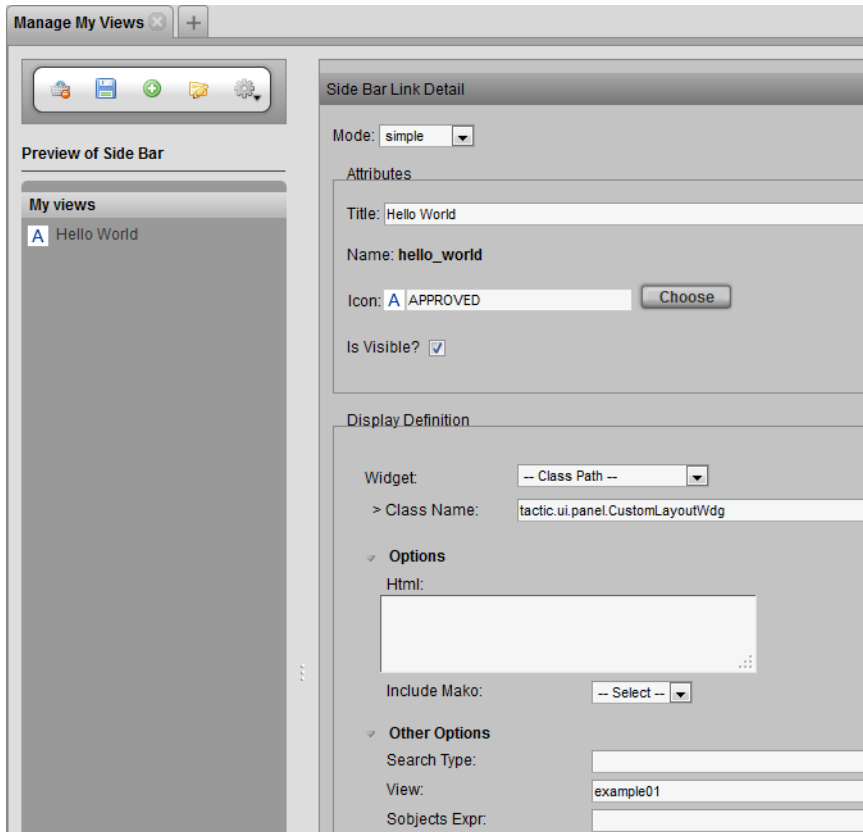 Manage My Views
Side Bar Link Detail
Mode: simple
Preview of Side Bar
Attributes
My views
Title: Hello World
A Hello World
Name: hello_world
Icon: A APPROVED Choose
Is Visible?
Display Definition
Widget: -- Class Path --
> Class Name: tactic.ui.panel.CustomLayoutWdg
Options
Html:
Include Mako: -- Select --
Other Options
Search Type:
View: example01
Sobjects Expr: